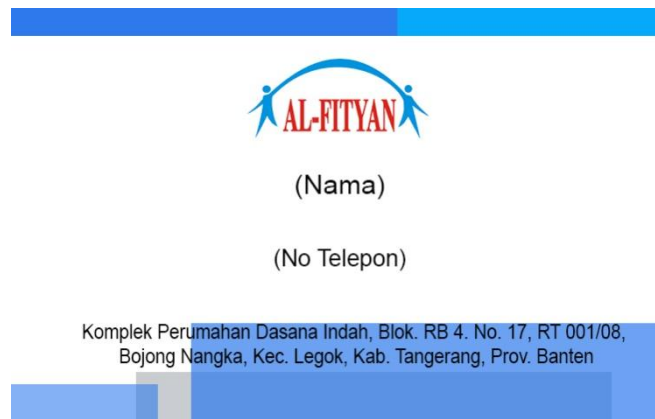 AL-FITYAN
(Nama)
(No Telepon)
Komplek Perumahan Dasana Indah, Blok. RB 4. No. 17, RT 001/08,
Bojong Nangka, Kec. Legok, Kab. Tangerang, Prov. Banten